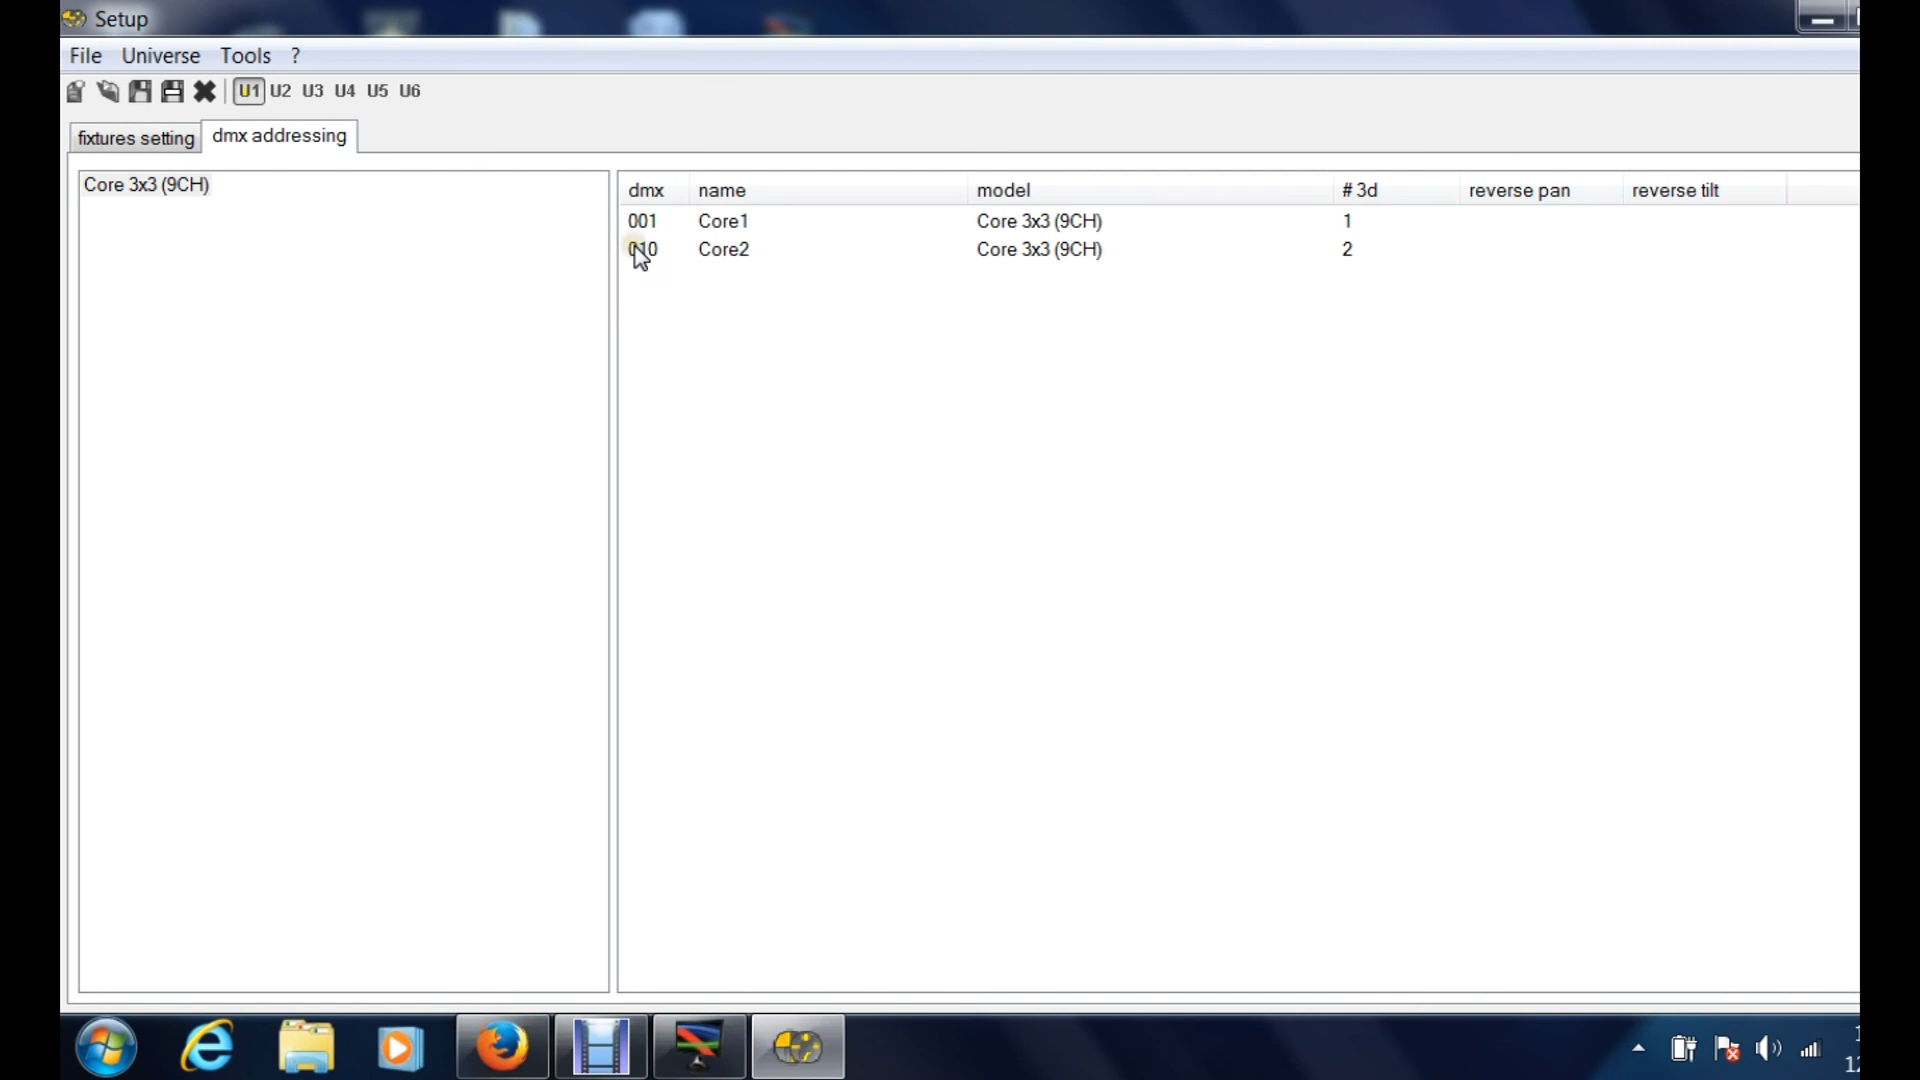 Setup
File Universe Tools ?
U1 U2 U3 U4 U5 U6
fixtures setting dmx addressing
Core 3x3 (9CH)
dmx name model # 3d reverse pan reverse tilt
001 Core1 Core 3x3 (9CH) 1
010 Core2 Core 3x3 (9CH) 2